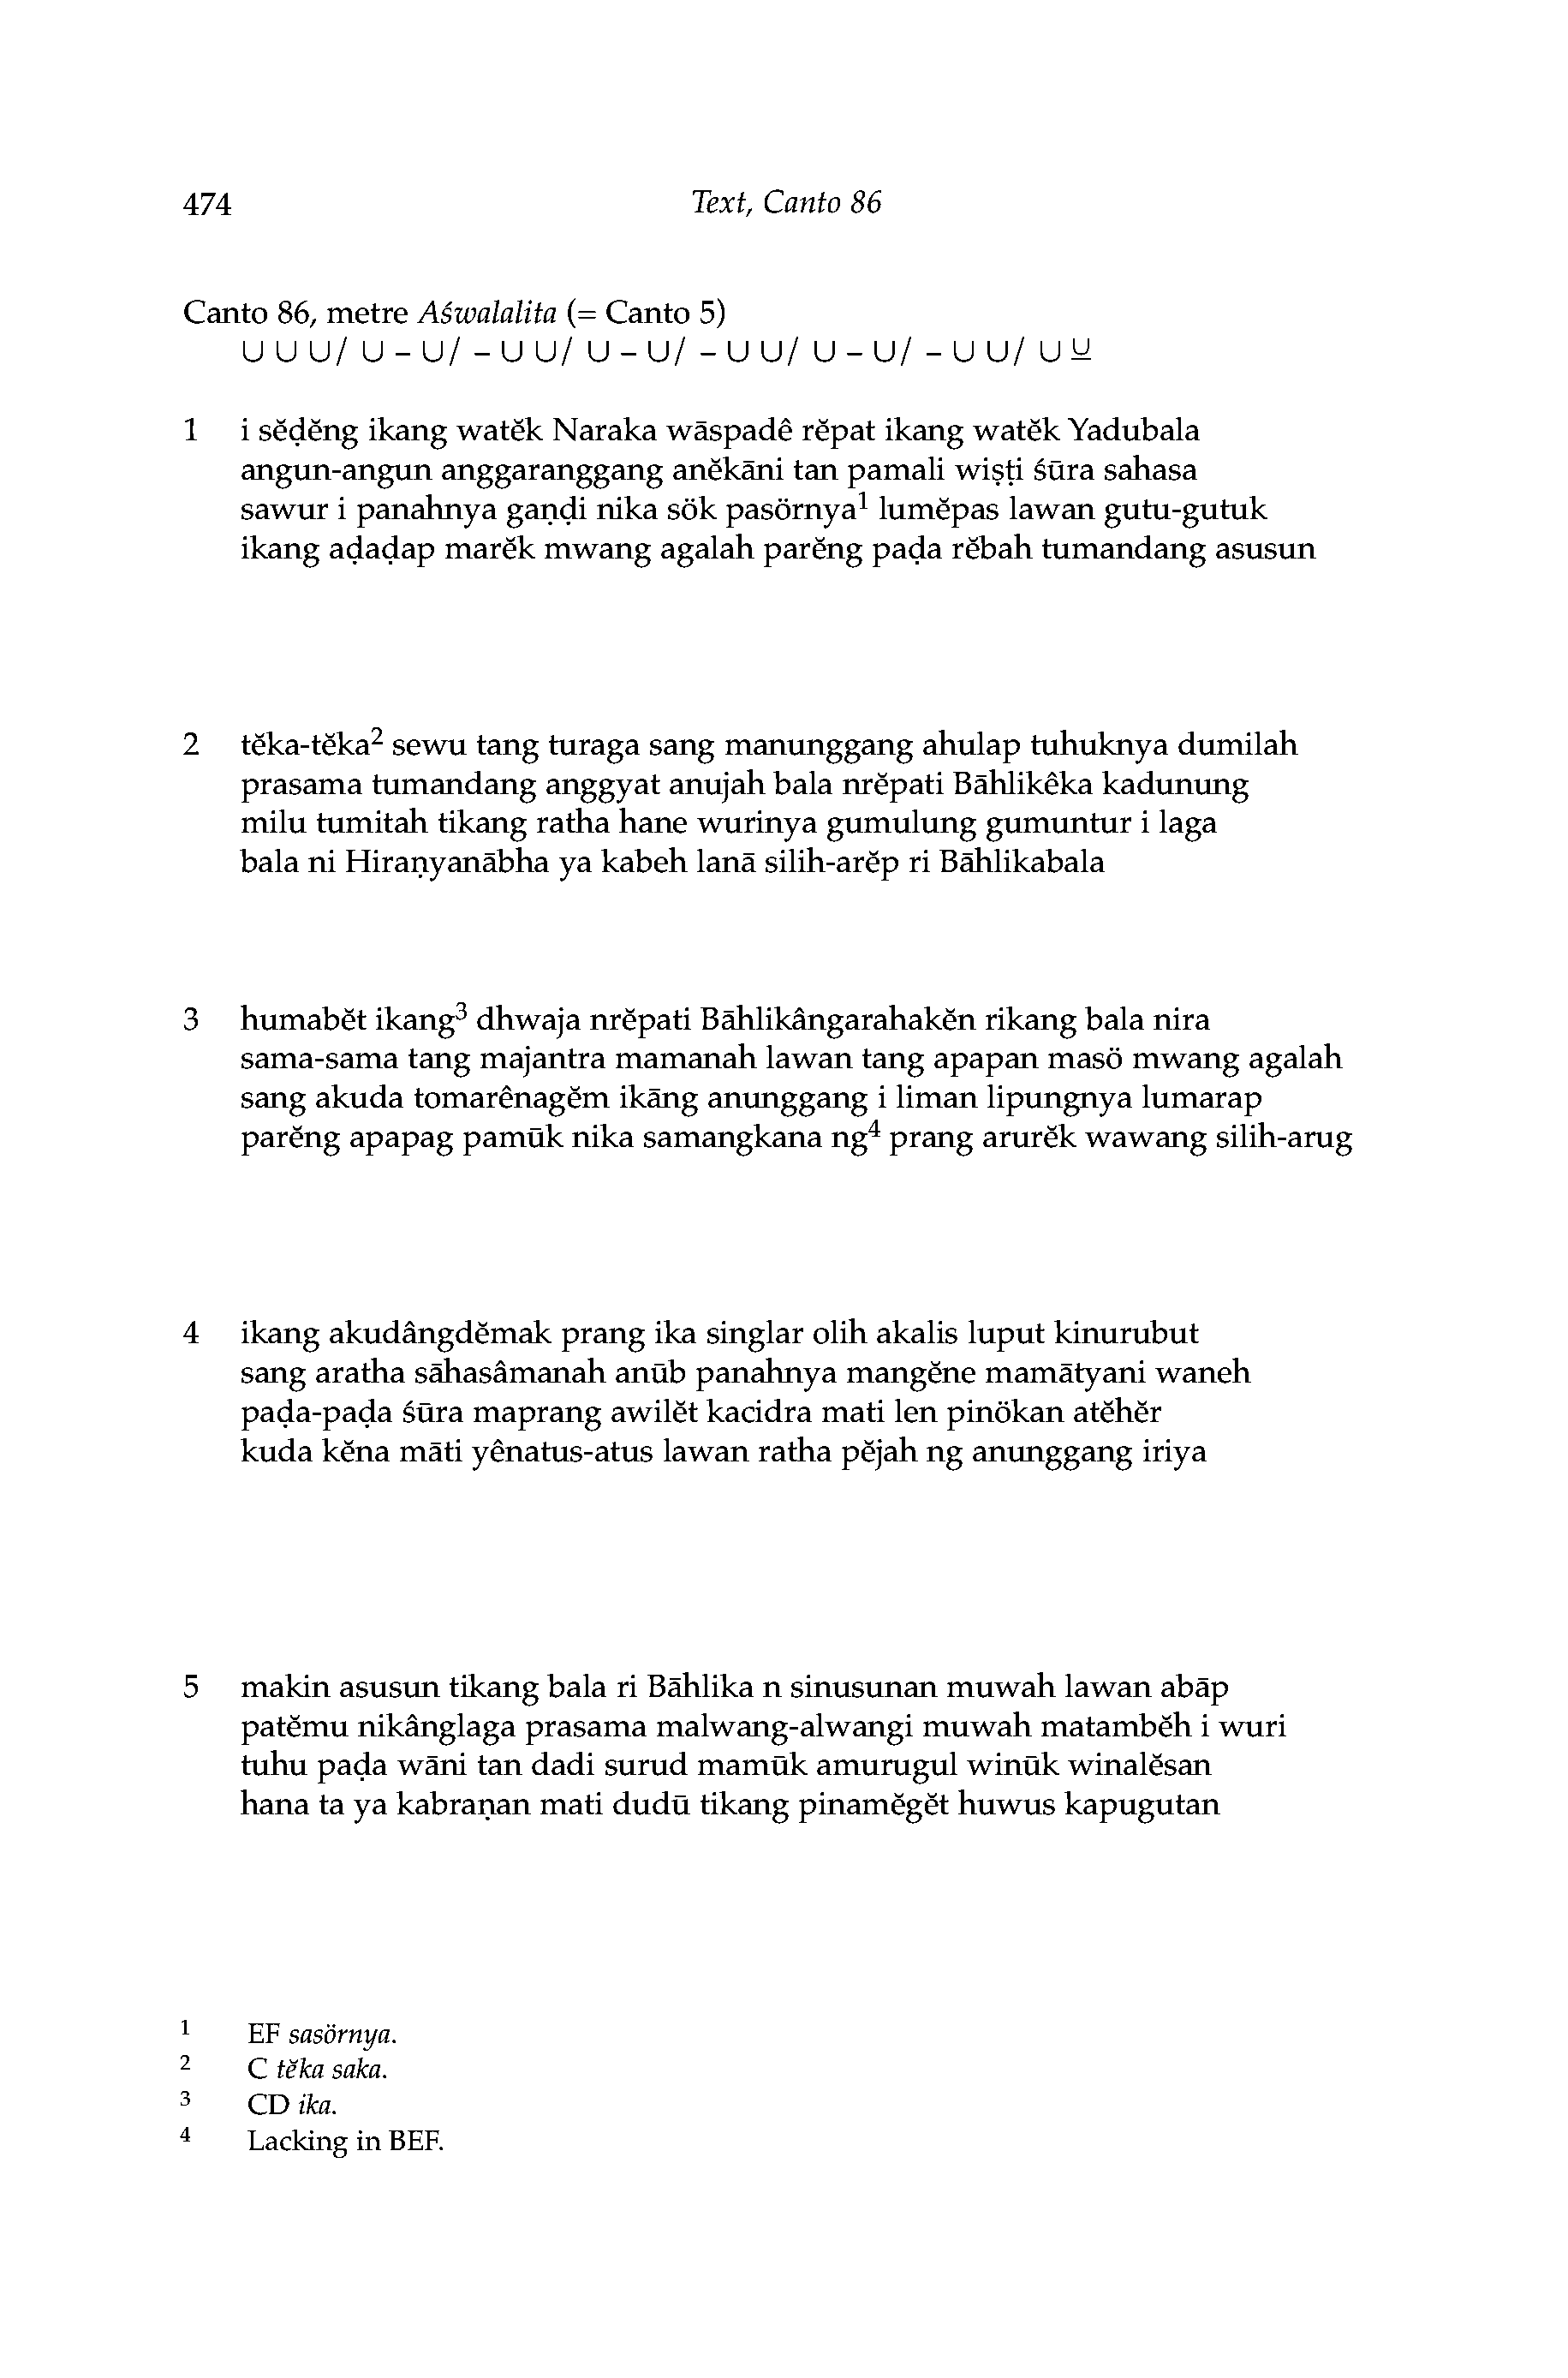 474 Text, Canto 86
Canto 86, metre Aśwalalita (= Canto 5)
∪ ∪ ∪/ ∪ – ∪/ – ∪ ∪/ ∪ – ∪/ – ∪ ∪/ ∪ – ∪/ – ∪ ∪/ ∪ ∪̲
1 i sĕḍĕng ikang watĕk Naraka wāspadê rĕpat ikang watĕk Yadubala
angun-angun anggaranggang anĕkāni tan pamali wiṣṭi śūra sahasa
sawur i panahnya gaṇḍi nika sök pasörnya¹ lumĕpas lawan gutu-gutuk
ikang aḍaḍap marĕk mwang agalah parĕng paḍa rĕbah tumandang asusun
2 tĕka-tĕka² sewu tang turaga sang manunggang ahulap tuhuknya dumilah
prasama tumandang anggyat anujah bala nrĕpati Bāhlikêka kadunung
milu tumitah tikang ratha hane wurinya gumulung gumuntur i laga
bala ni Hiraṇyanābha ya kabeh lanā silih-arĕp ri Bāhlikabala
3 humabĕt ikang³ dhwaja nrĕpati Bāhlikângarahakĕn rikang bala nira
sama-sama tang majantra mamanah lawan tang apapan masö mwang agalah
sang akuda tomarênagĕm ikāng anunggang i liman lipungnya lumarap
parĕng apapag pamūk nika samangkana ng⁴ prang arurĕk wawang silih-arug
4 ikang akudângdĕmak prang ika singlar olih akalis luput kinurubut
sang aratha sāhasâmanah anūb panahnya mangĕne mamātyani waneh
paḍa-paḍa śūra maprang awilĕt kacidra mati len pinökan atĕhĕr
kuda kĕna māti yênatus-atus lawan ratha pĕjah ng anunggang iriya
5 makin asusun tikang bala ri Bāhlika n sinusunan muwah lawan abāp
patĕmu nikânglaga prasama malwang-alwangi muwah matambĕh i wuri
tuhu paḍa wāni tan dadi surud mamūk amurugul winūk winalĕsan
hana ta ya kabraṇan mati dudū tikang pinamĕgĕt huwus kapugutan
1 EF sasörnya.
2 C tĕka saka.
3 CD ika.
4 Lacking in BEF.